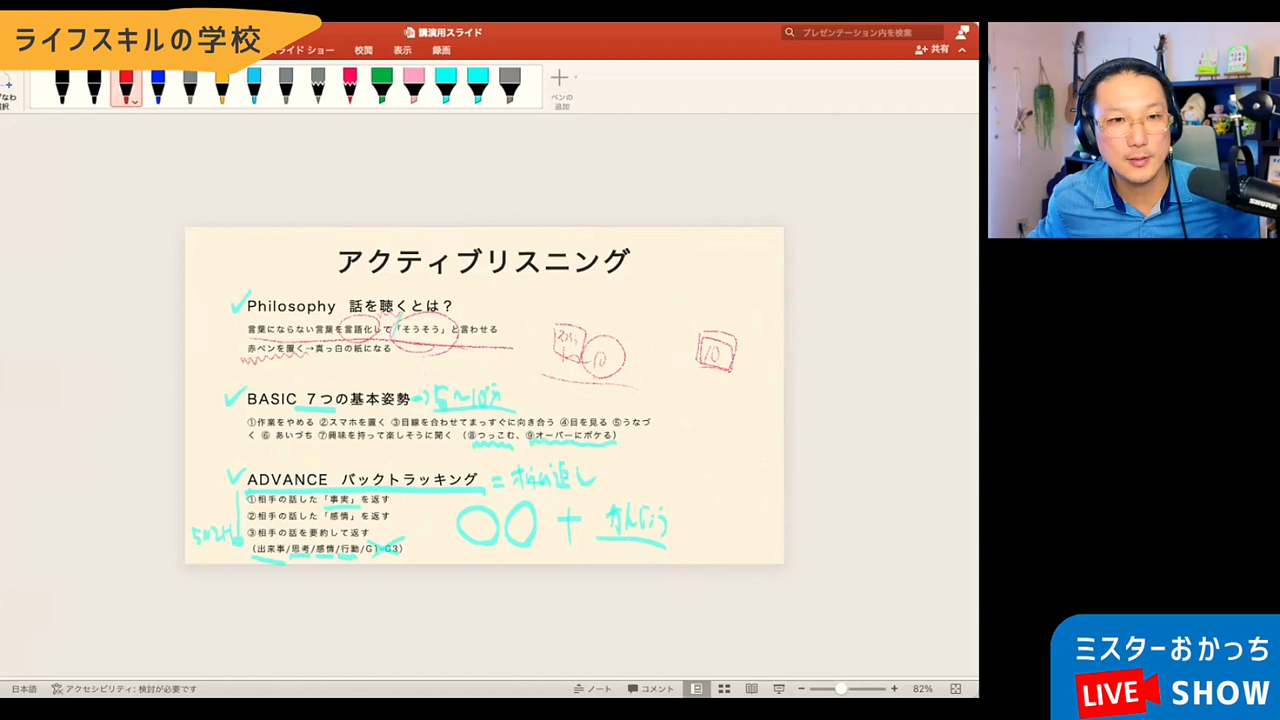 ライフスキルの学校
講演用スライド
プレゼンテーション内を検索
スライド ショー
校閲
表示
録画
共有
なわ
選択
ペンの
追加
アクティブリスニング
Philosophy 話を聴くとは？
言葉にならない言葉を言語化して「そうそう」と言わせる
赤ペンを置く→真っ白の紙になる
10
10
BASIC ７つの基本姿勢
→5〜10分
①作業をやめる ②スマホを置く ③目線を合わせてまっすぐに向き合う ④目を見る ⑤うなづ
く ⑥ あいづち ⑦興味を持って楽しそうに聞く （⑧つっこむ、⑨オーバーにボケる）
ADVANCE バックトラッキング
= オウム返し
①相手の話した「事実」を返す
②相手の話した「感情」を返す
○○ + かんじょう
③相手の話を要約して返す
（出来事/思考/感情/行動/G1-G3）
日本語
アクセシビリティ: 検討が必要です
ノート
コメント
82%
SHURE
ミスターおかっち
LIVE SHOW